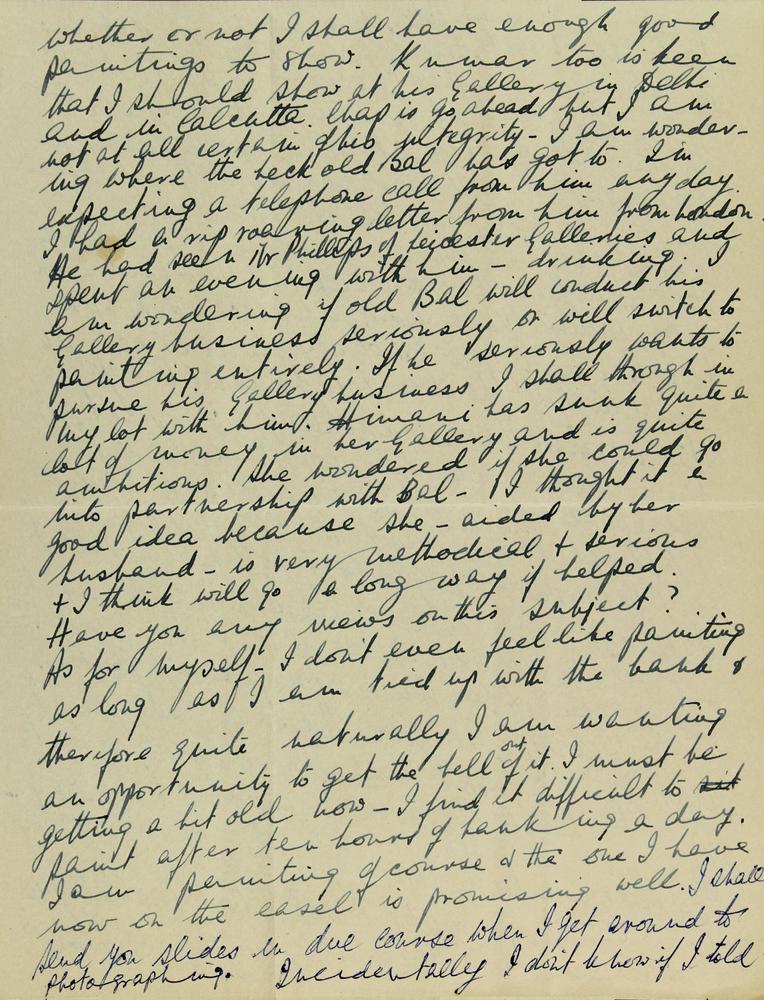 whether or not I shall have enough good
paintings to show. Kumar too is keen
that I should show at his Gallery in Delhi
and in Calcutta. Chap is go ahead but I am
not at all certain of his integrity - I am wonder-
ing where the heck old Bal has got to. Im
expecting a telephone call from him any day.
I had a rip roaring letter from him from London.
He had seen Mr Phillips of Leicester Galleries and
spent an evening with him - drinking. I
am wondering if old Bal will conduct his
Gallery business seriously or will switch to
painting entirely. If he seriously wants to
pursue his Gallery business I shall through in
my lot with him. Himani has sunk quite a
lot of money in her Gallery and is quite
ambitious. She wondered if she could go
into partnership with Bal - I thought it a
good idea because she - aided by her
husband - is very methodical + serious
+ I think will go a long way if helped.
Have you any views on this subject?
As for myself - I don't even feel like painting
as long as I am tied up with the bank &
therefore quite naturally I am wanting
an opportunity to get the hell out of it. I must be
getting a bit old now - I find it difficult to sit
paint after ten hours of banking a day.
I am painting of course & the one I have
now on the easel is promising well. I shall
send you slides in due course when I get around to
photographing. Incidentally I don't know if I told